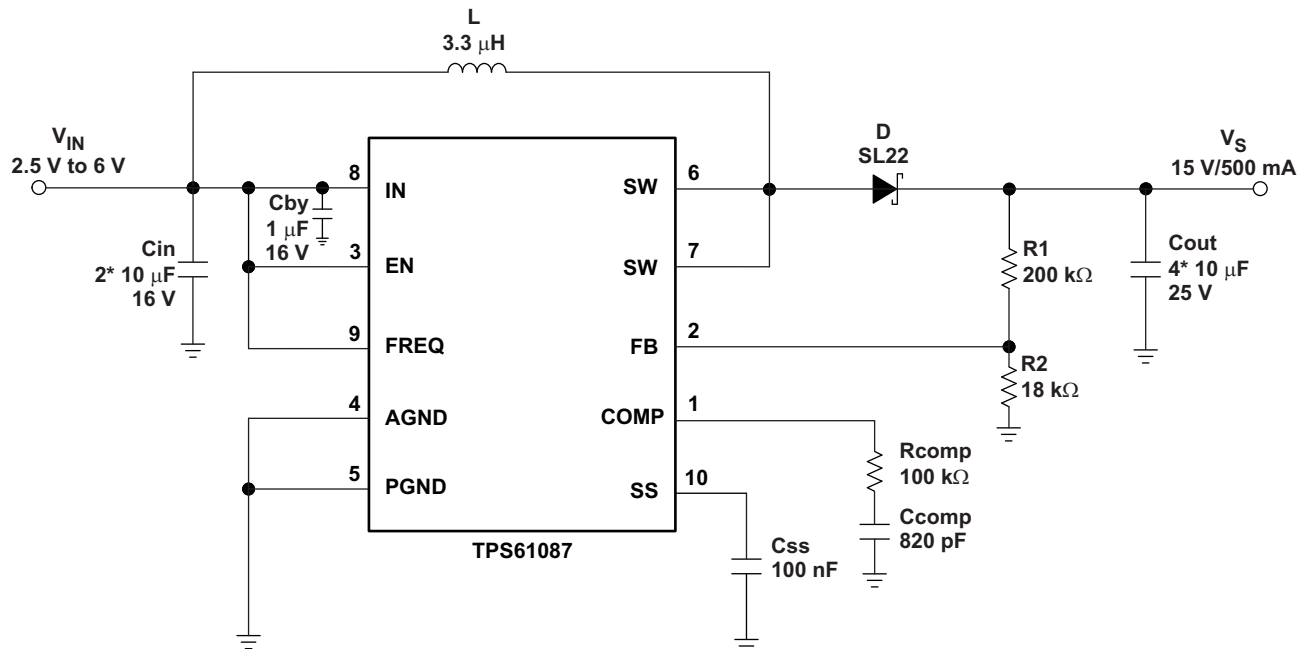 L
3.3 μH
VIN
2.5 V to 6 V
D
SL22
VS
15 V/500 mA
8
IN
SW
6
Cby
1 μF
16 V
Cin
2* 10 μF
16 V
3
EN
SW
7
R1
200 kΩ
Cout
4* 10 μF
25 V
9
FREQ
FB
2
R2
18 kΩ
4
AGND
COMP
1
Rcomp
100 kΩ
5
PGND
SS
10
Ccomp
820 pF
TPS61087
Css
100 nF